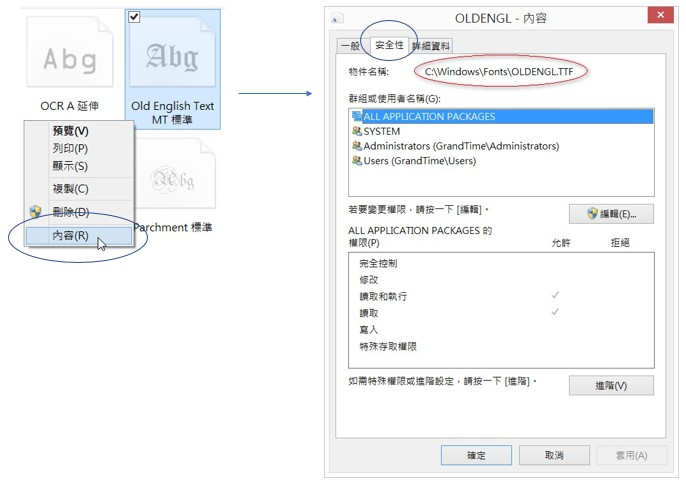 Abg
Abg
OCR A 延伸
Old English Text
MT 標準
預覽(V)
列印(P)
顯示(S)
複製(C)
刪除(D)
內容(R)
Abg
Parchment 標準
OLDENGL - 內容
一般
安全性
詳細資料
物件名稱:
C:\Windows\Fonts\OLDENGL.TTF
群組或使用者名稱(G):
ALL APPLICATION PACKAGES
SYSTEM
Administrators (GrandTime\Administrators)
Users (GrandTime\Users)
若要變更權限，請按一下 [編輯]。
編輯(E)...
ALL APPLICATION PACKAGES 的
權限(P)
允許
拒絕
完全控制
修改
讀取和執行
讀取
寫入
特殊存取權限
如需特殊權限或進階設定，請按一下 [進階]。
進階(V)
確定
取消
套用(A)